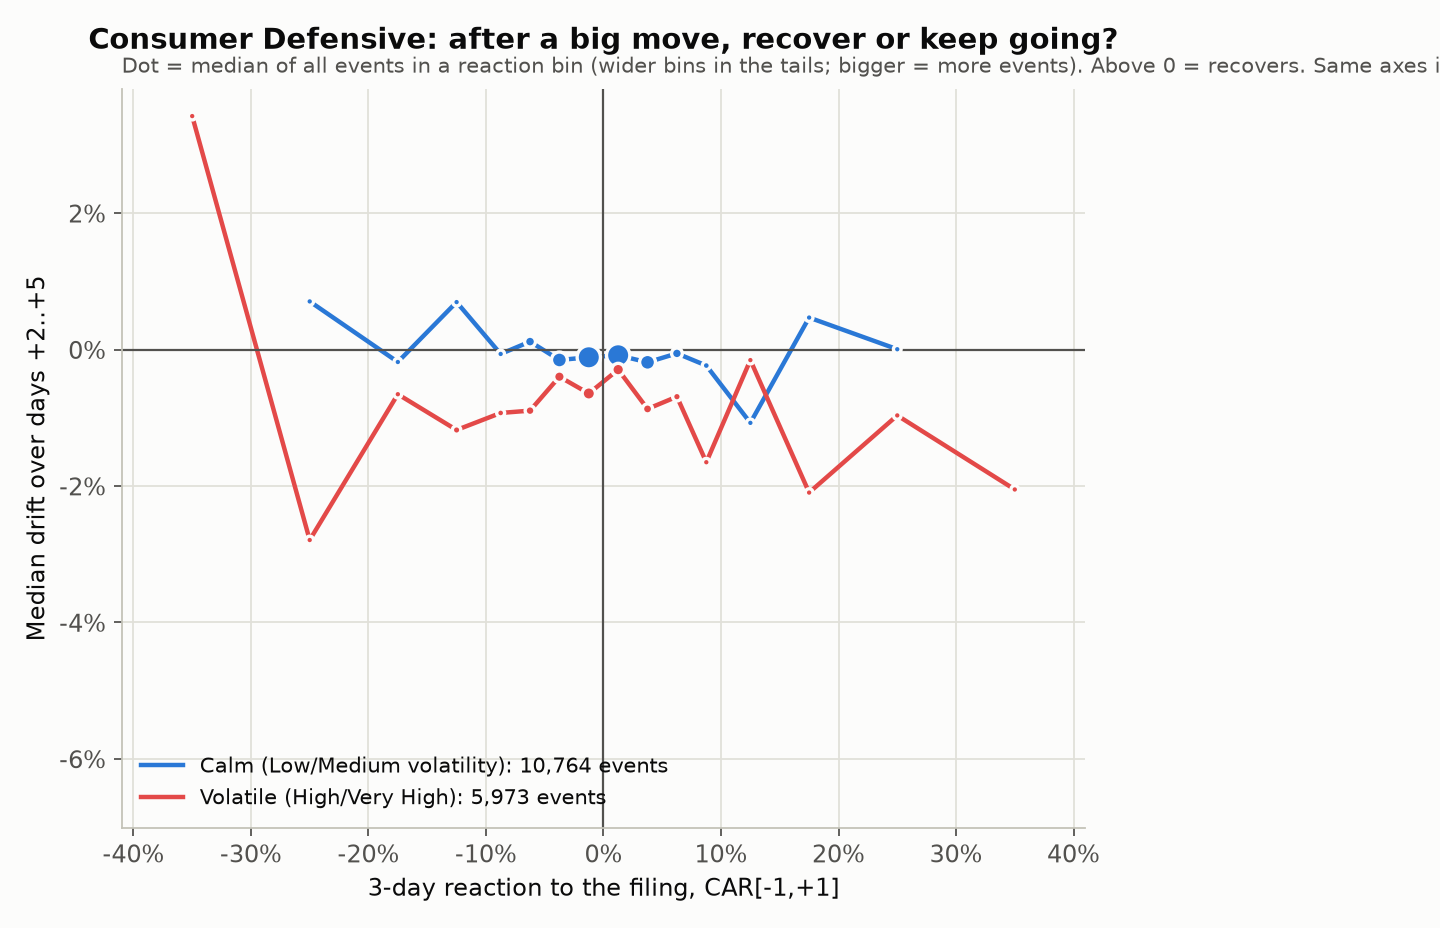 Consumer Defensive: after a big move, recover or keep going?
Dot = median of all events in a reaction bin (wider bins in the tails; bigger = more events). Above 0 = recovers. Same axes i
2%
0%
-2%
-4%
-6%
Median drift over days +2..+5
Calm (Low/Medium volatility): 10,764 events
Volatile (High/Very High): 5,973 events
-40%
-30%
-20%
-10%
0%
10%
20%
30%
40%
3-day reaction to the filing, CAR[-1,+1]